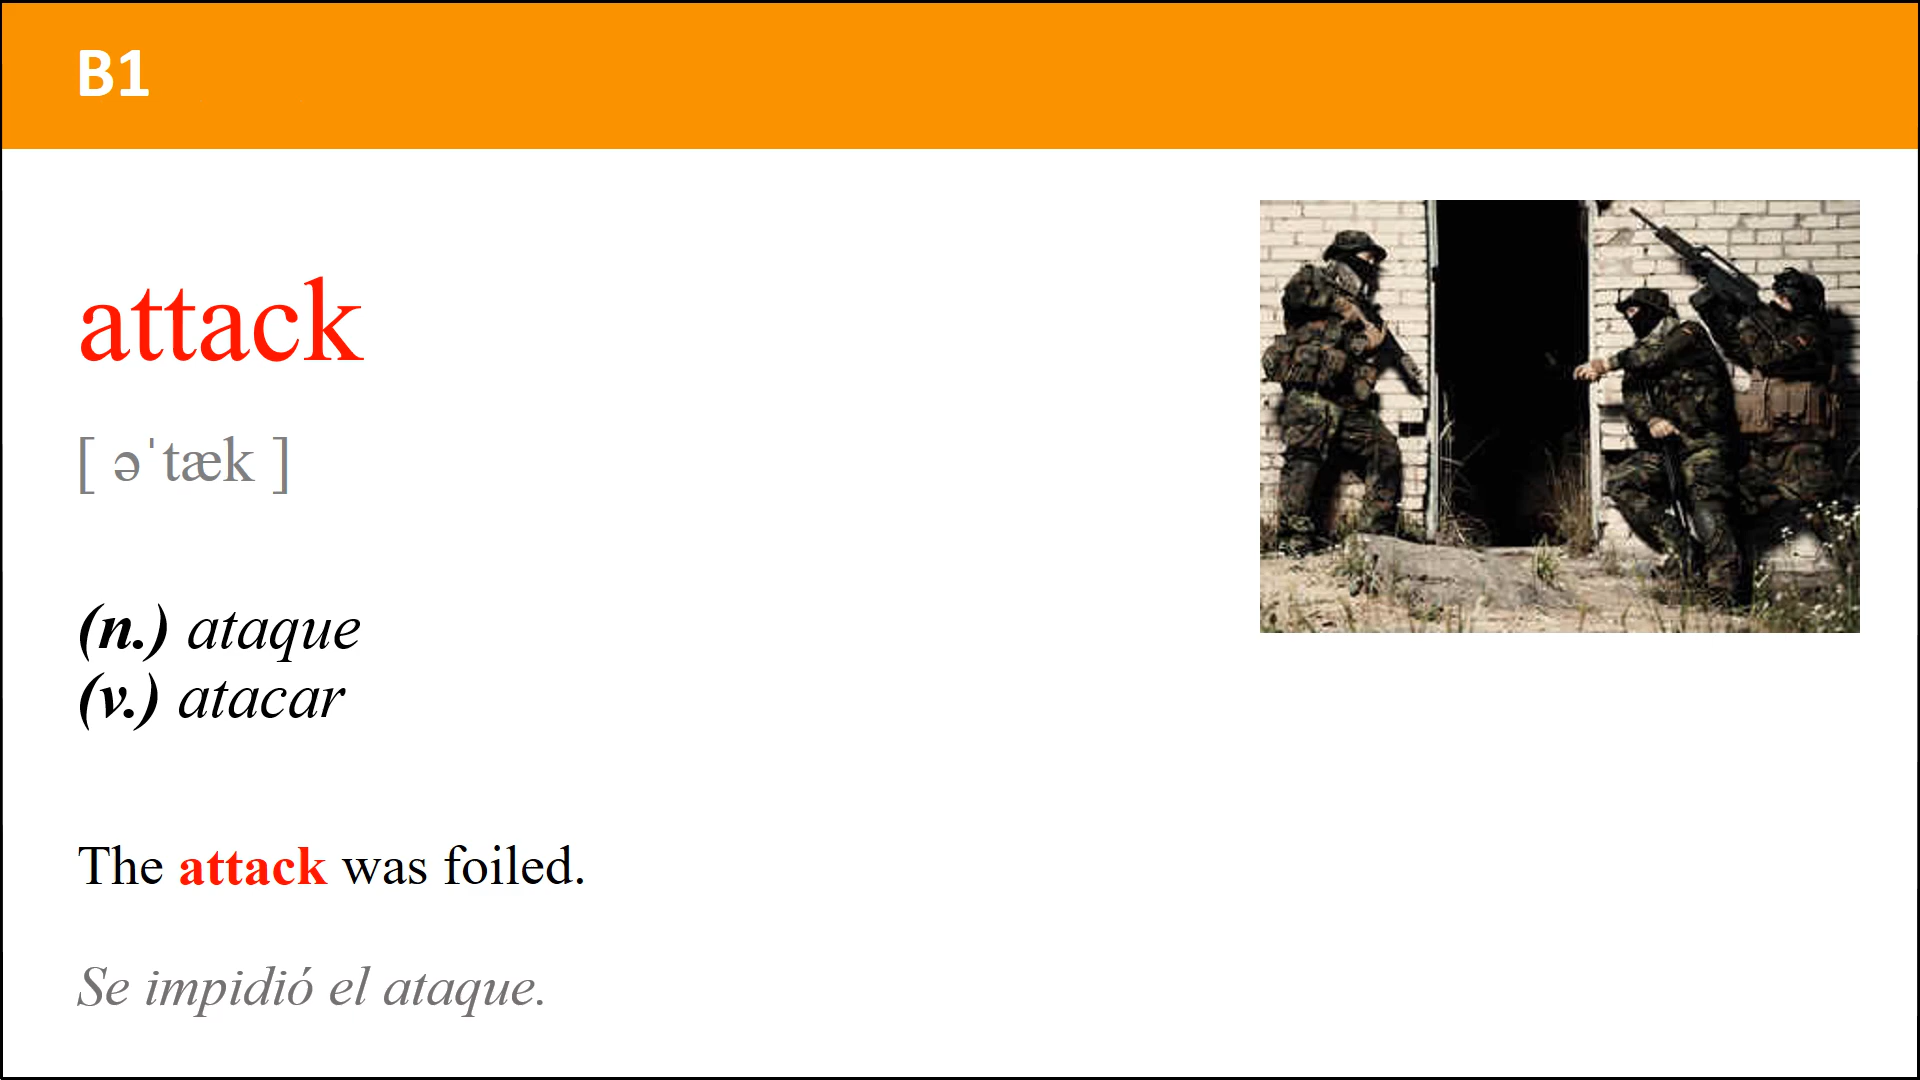 B1
attack
[ əˈtæk ]
(n.) ataque
(v.) atacar
The attack was foiled.
Se impidió el ataque.